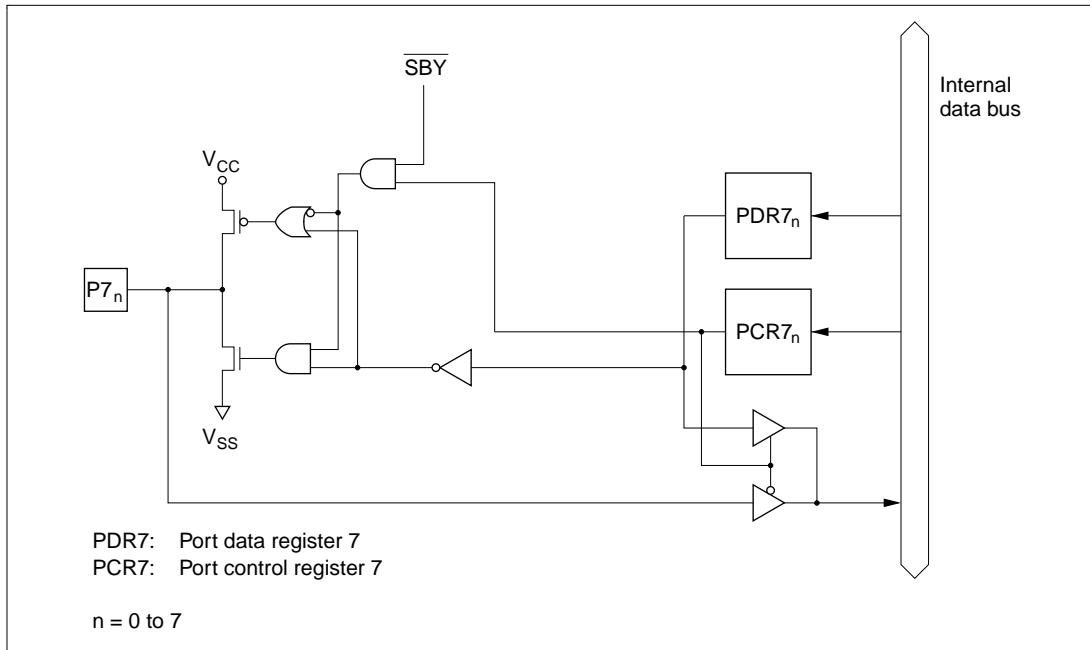 S̅B̅Y̅
Internal
data bus
VCC
PDR7n
P7n
PCR7n
VSS
PDR7: Port data register 7
PCR7: Port control register 7
n = 0 to 7